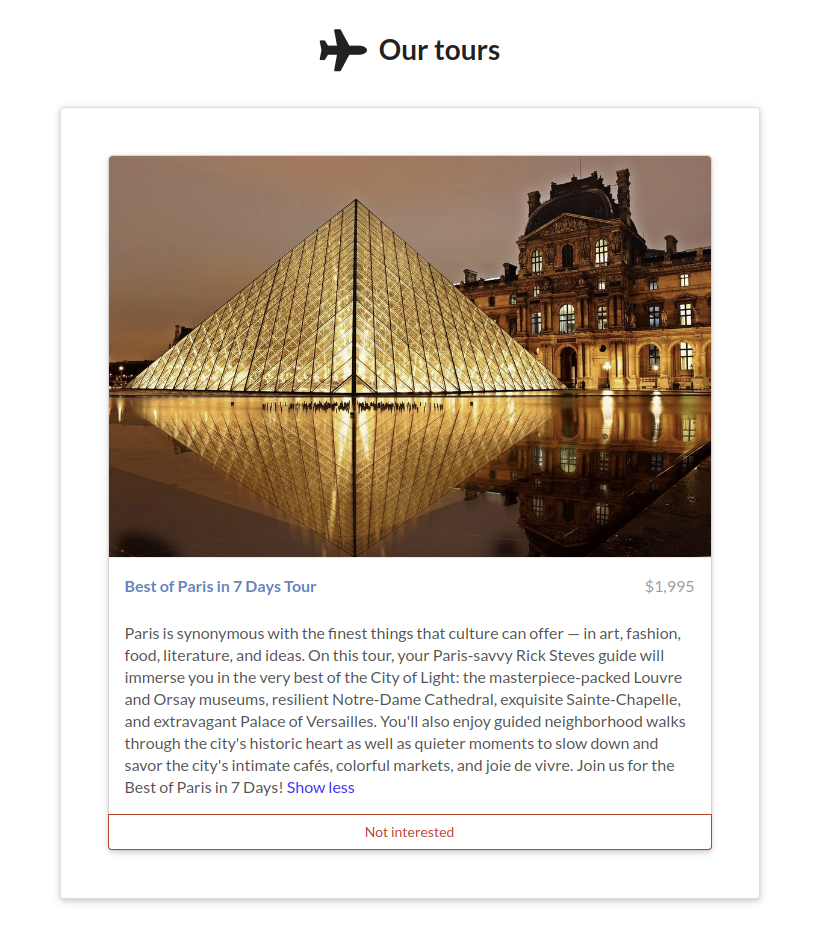 Our tours
Best of Paris in 7 Days Tour
$1,995
Paris is synonymous with the finest things that culture can offer — in art, fashion,
food, literature, and ideas. On this tour, your Paris-savvy Rick Steves guide will
immerse you in the very best of the City of Light: the masterpiece-packed Louvre
and Orsay museums, resilient Notre-Dame Cathedral, exquisite Sainte-Chapelle,
and extravagant Palace of Versailles. You'll also enjoy guided neighborhood walks
through the city's historic heart as well as quieter moments to slow down and
savor the city's intimate cafés, colorful markets, and joie de vivre. Join us for the
Best of Paris in 7 Days! Show less
Not interested